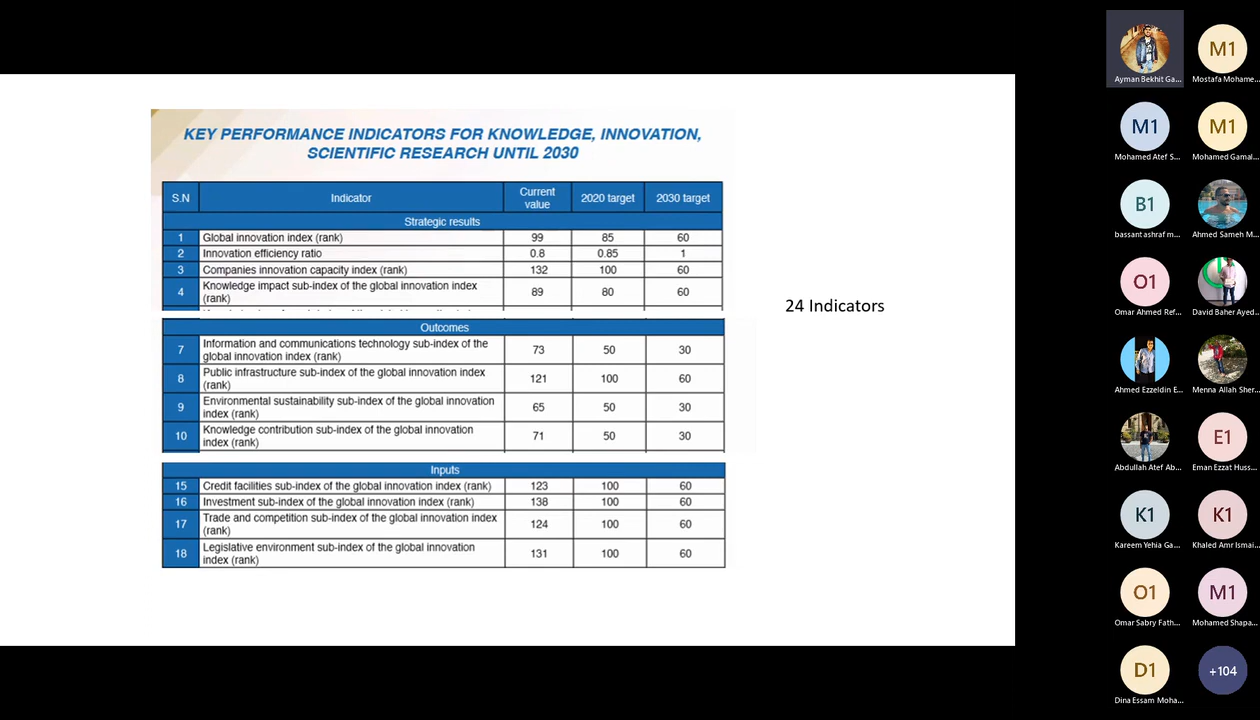 KEY PERFORMANCE INDICATORS FOR KNOWLEDGE, INNOVATION,
SCIENTIFIC RESEARCH UNTIL 2030
S.N Indicator Current value 2020 target 2030 target
Strategic results
1 Global innovation index (rank) 99 85 60
2 Innovation efficiency ratio 0.8 0.85 1
3 Companies innovation capacity index (rank) 132 100 60
4 Knowledge impact sub-index of the global innovation index
(rank) 89 80 60
Outcomes
7 Information and communications technology sub-index of the
global innovation index (rank) 73 50 30
8 Public infrastructure sub-index of the global innovation index
(rank) 121 100 60
9 Environmental sustainability sub-index of the global innovation
index (rank) 65 50 30
10 Knowledge contribution sub-index of the global innovation
index (rank) 71 50 30
Inputs
15 Credit facilities sub-index of the global innovation index (rank) 123 100 60
16 Investment sub-index of the global innovation index (rank) 138 100 60
17 Trade and competition sub-index of the global innovation index
(rank) 124 100 60
18 Legislative environment sub-index of the global innovation
index (rank) 131 100 60
24 Indicators
Ayman Bekhit Ga...
M1
Mostafa Mohame...
M1
Mohamed Atef S...
M1
Mohamed Gamal...
B1
bassant ashraf m...
Ahmed Sameh M...
O1
Omar Ahmed Ref...
David Baher Ayed...
Ahmed Ezzeldin E...
Menna Allah Sher...
Abdullah Atef Ab...
E1
Eman Ezzat Huss...
K1
Kareem Yehia Ga...
K1
Khaled Amr Ismai...
O1
Omar Sabry Fath...
M1
Mohamed Shapa...
D1
Dina Essam Moha...
+104